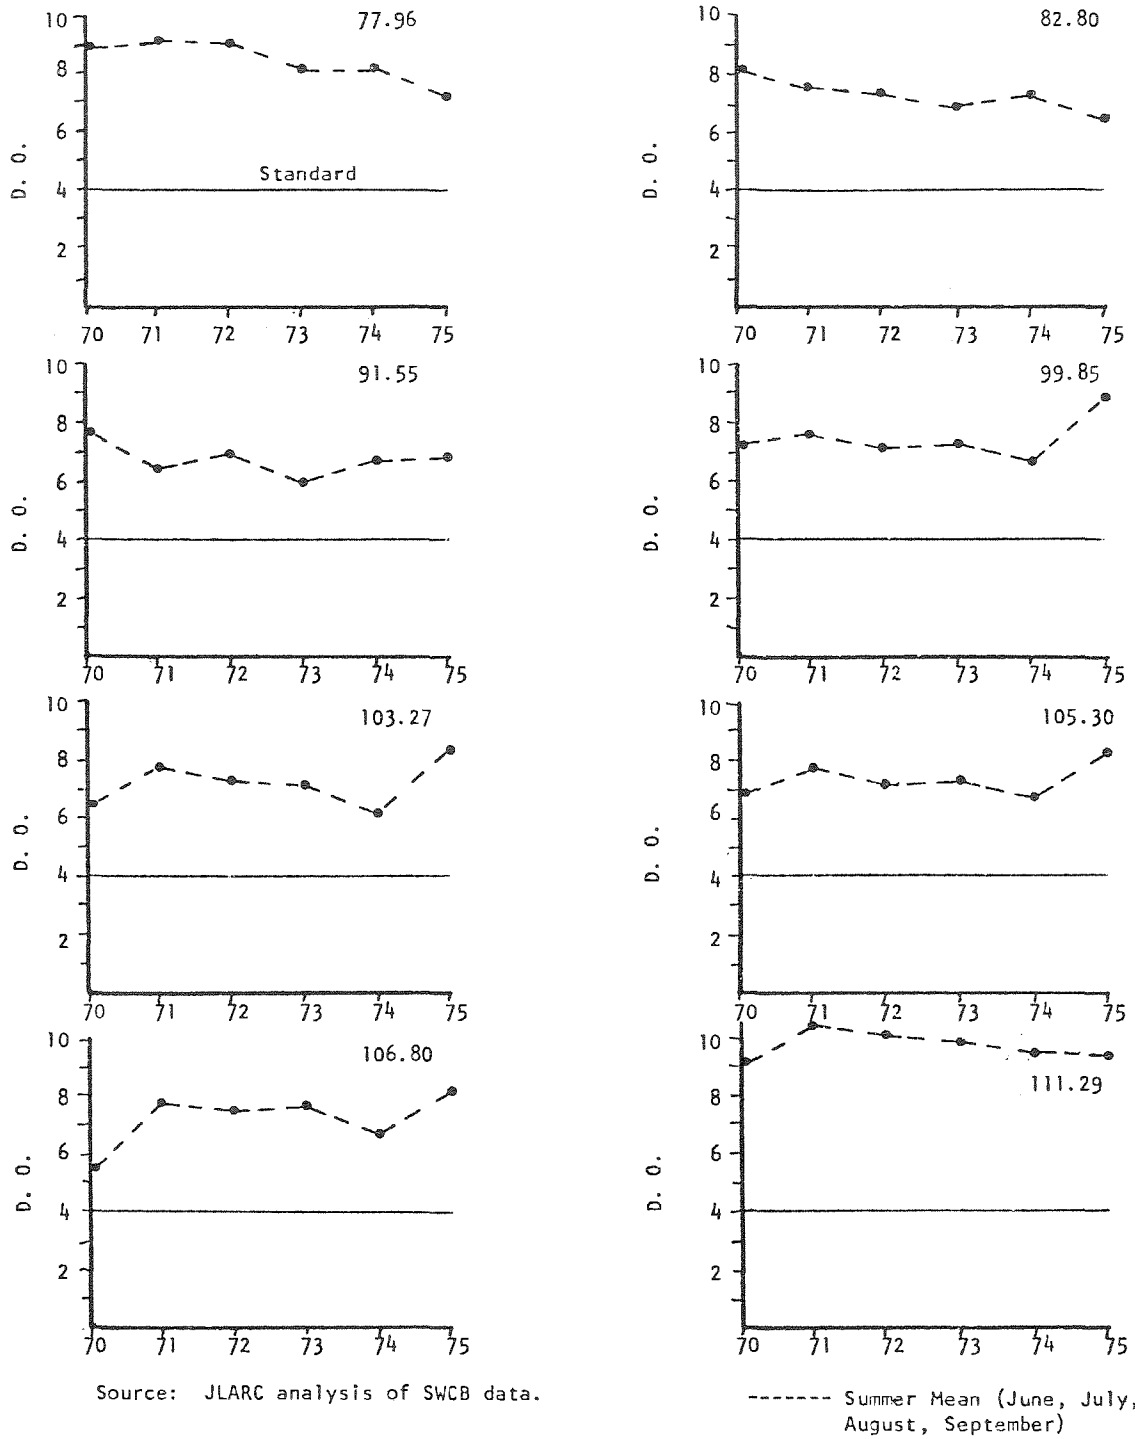 77.96
10
8
6
4
2
D. O.
Standard
70 71 72 73 74 75
82.80
10
8
6
4
2
D. O.
70 71 72 73 74 75
91.55
10
8
6
4
2
D. O.
70 71 72 73 74 75
99.85
10
8
6
4
2
D. O.
70 71 72 73 74 75
103.27
10
8
6
4
2
D. O.
70 71 72 73 74 75
105.30
10
8
6
4
2
D. O.
70 71 72 73 74 75
106.80
10
8
6
4
2
D. O.
70 71 72 73 74 75
111.29
10
8
6
4
2
D. O.
70 71 72 73 74 75
Source: JLARC analysis of SWCB data.
------- Summer Mean (June, July,
August, September)